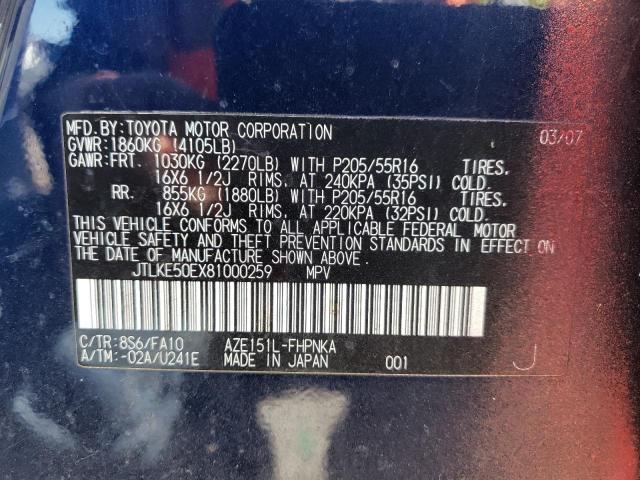 MFD.BY:TOYOTA MOTOR CORPORATION 03/07
GVWR:1860KG (4105LB)
GAWR:FRT. 1030KG (2270LB) WITH P205/55R16 TIRES.
16X6 1/2J RIMS, AT 240KPA (35PSI) COLD.
RR. 855KG (1880LB) WITH P205/55R16 TIRES.
16X6 1/2J RIMS, AT 220KPA (32PSI) COLD.
THIS VEHICLE CONFORMS TO ALL APPLICABLE FEDERAL MOTOR
VEHICLE SAFETY AND THEFT PREVENTION STANDARDS IN EFFECT ON
THE DATE OF MANUFACTURE SHOWN ABOVE.
JTLKE50EX81000259 MPV
C/TR:8S6/FA10 AZE151L-FHPNKA
A/TM:-02A/U241E MADE IN JAPAN 001 J